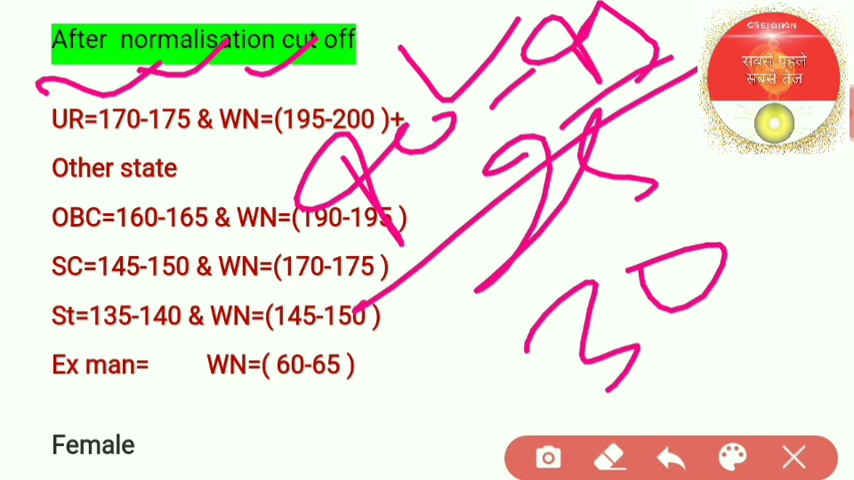 After normalisation cut off
UR=170-175 & WN=(195-200 )+
Other state
OBC=160-165 & WN=(190-195 )
SC=145-150 & WN=(170-175 )
St=135-140 & WN=(145-150 )
Ex man= WN=( 60-65 )
Female
सबसे पहले
सबसे तेज